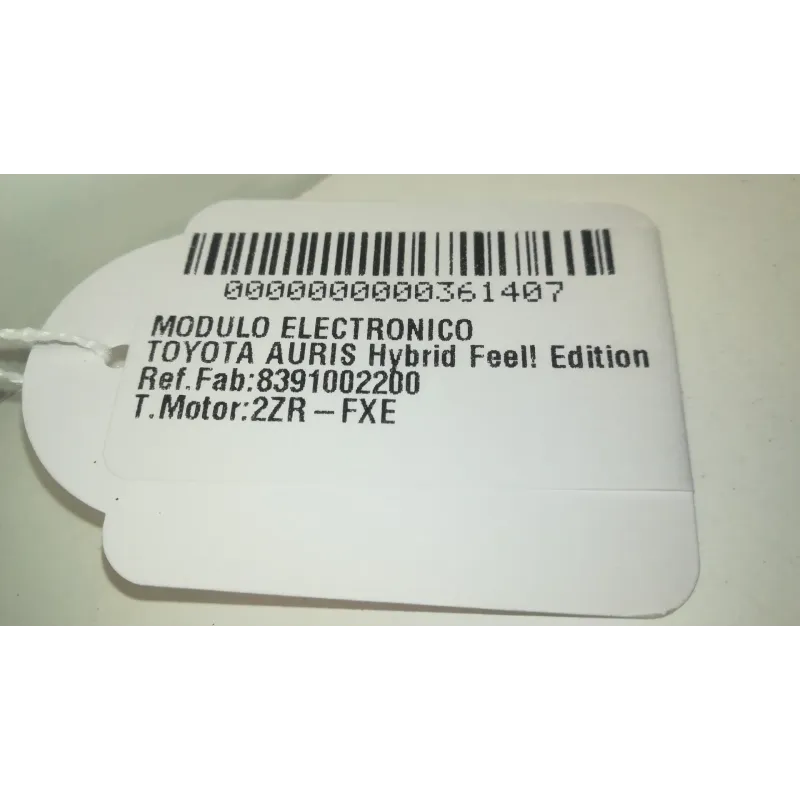 0000000000361407
MODULO ELECTRONICO
TOYOTA AURIS Hybrid Feel! Edition
Ref.Fab:8391002200
T.Motor:2ZR-FXE